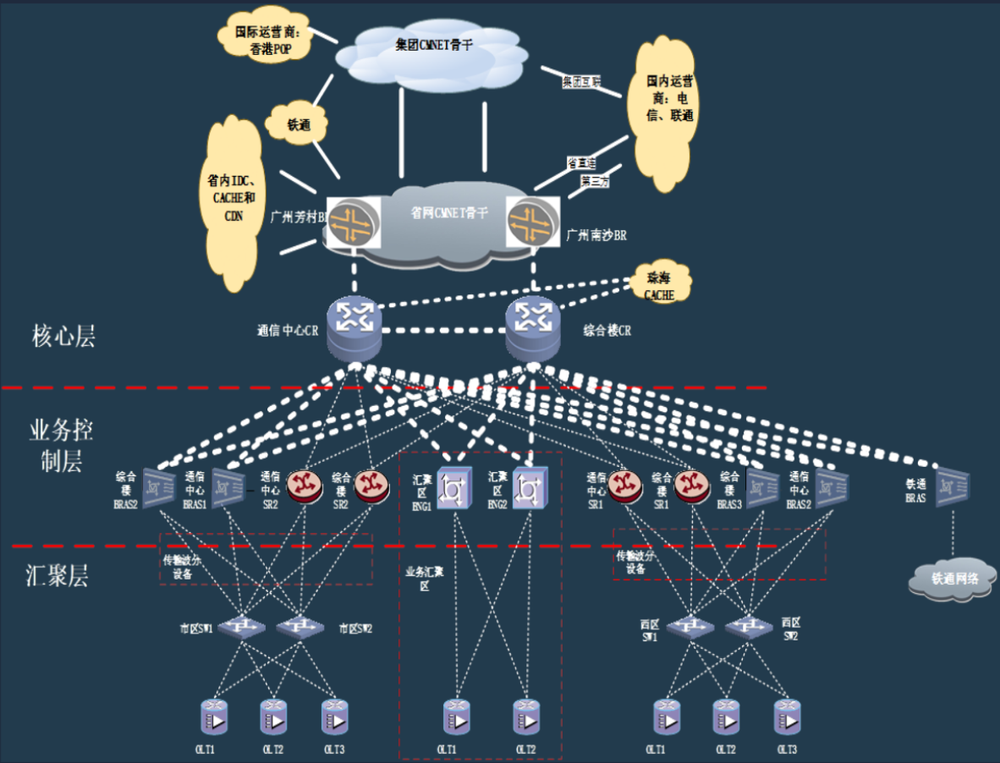 国际运营商：
香港POP
集团CMNET骨干
集团互联
国内运营
商：电
信、联通
铁通
省直连
第三方
省内IDC、
CACHE和
CDN
广州芳村B
省网CMNET骨干
广州南沙BR
珠海
CACHE
核心层
通信中心CR
综合楼CR
业务控
制层
综合
楼
BRAS2
通信
中心
BRAS1
通信
中心
SR2
综合
楼
SR2
汇聚
区
BNG1
汇聚
区
BNG2
通信
中心
SR1
综合
楼
SR1
综合
楼
BRAS3
通信
中心
BRAS2
铁通
BRAS
汇聚层
传输波分
设备
业务汇聚
区
传输波分
设备
铁通网络
市区SW1
市区SW2
西区
SW1
西区
SW2
OLT1
OLT2
OLT3
OLT1
OLT2
OLT1
OLT2
OLT3